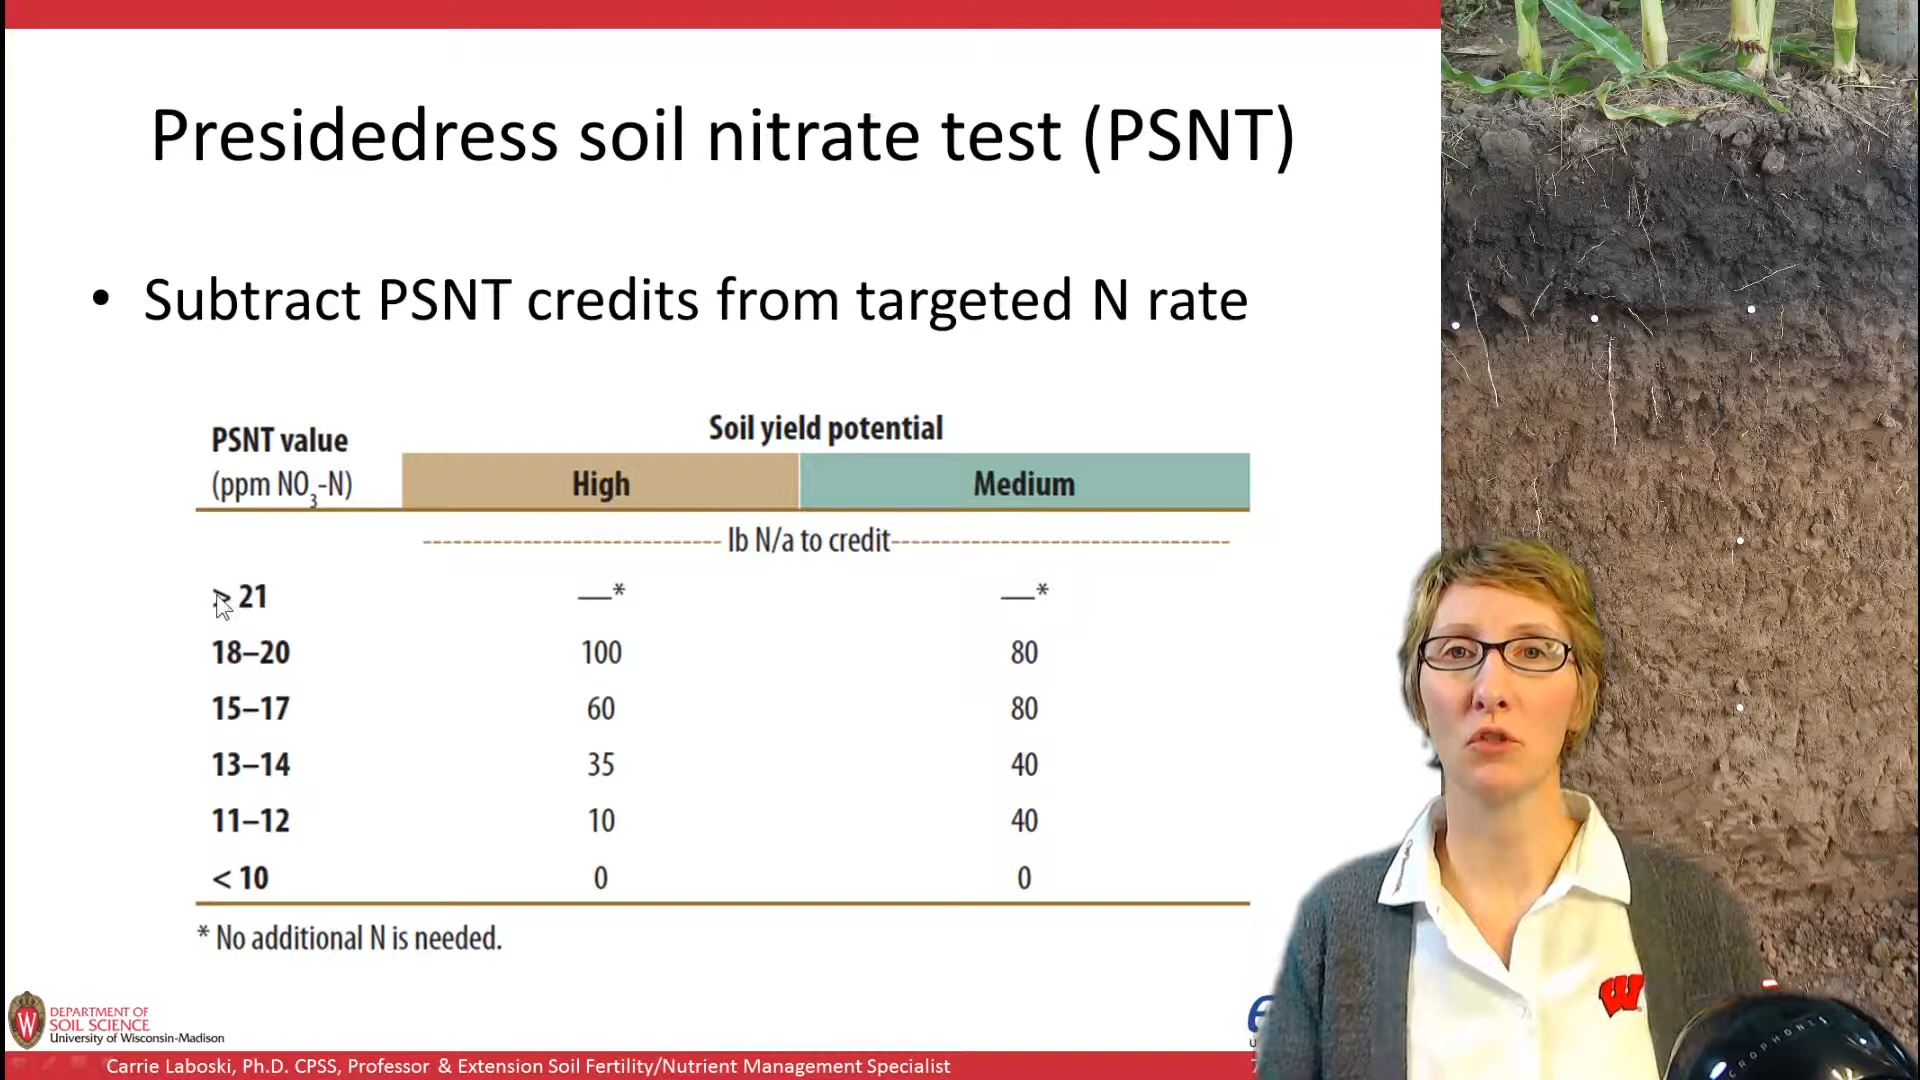 Presidedress soil nitrate test (PSNT)
• Subtract PSNT credits from targeted N rate
PSNT value
(ppm NO3-N)
Soil yield potential
High Medium
lb N/a to credit
> 21 —* —*
18–20 100 80
15–17 60 80
13–14 35 40
11–12 10 40
< 10 0 0
* No additional N is needed.
W
DEPARTMENT OF
SOIL SCIENCE
University of Wisconsin-Madison
Carrie Laboski, Ph.D. CPSS, Professor & Extension Soil Fertility/Nutrient Management Specialist
W